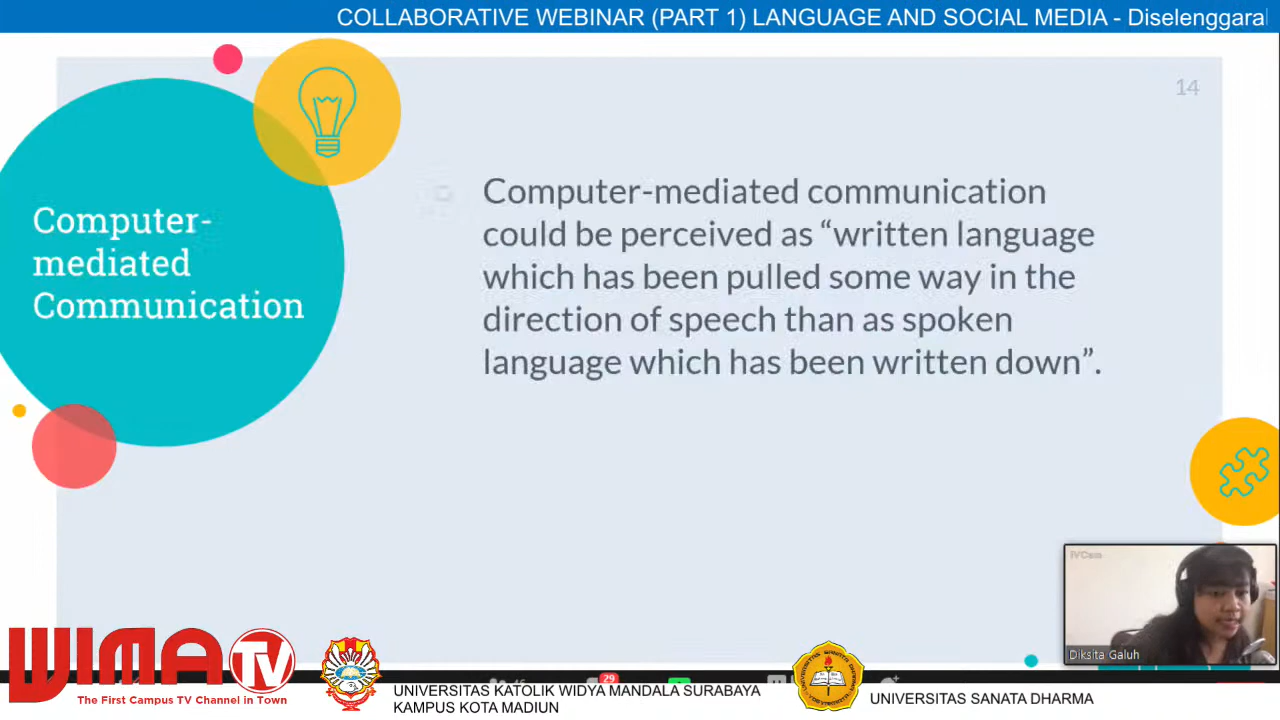 COLLABORATIVE WEBINAR (PART 1) LANGUAGE AND SOCIAL MEDIA - Diselenggara
14
Computer-
mediated
Communication
Computer-mediated communication
could be perceived as “written language
which has been pulled some way in the
direction of speech than as spoken
language which has been written down”.
iVCam
Diksita Galuh
WIMA TV
The First Campus TV Channel in Town
29
UNIVERSITAS KATOLIK WIDYA MANDALA SURABAYA
KAMPUS KOTA MADIUN
UNIVERSITAS SANATA DHARMA